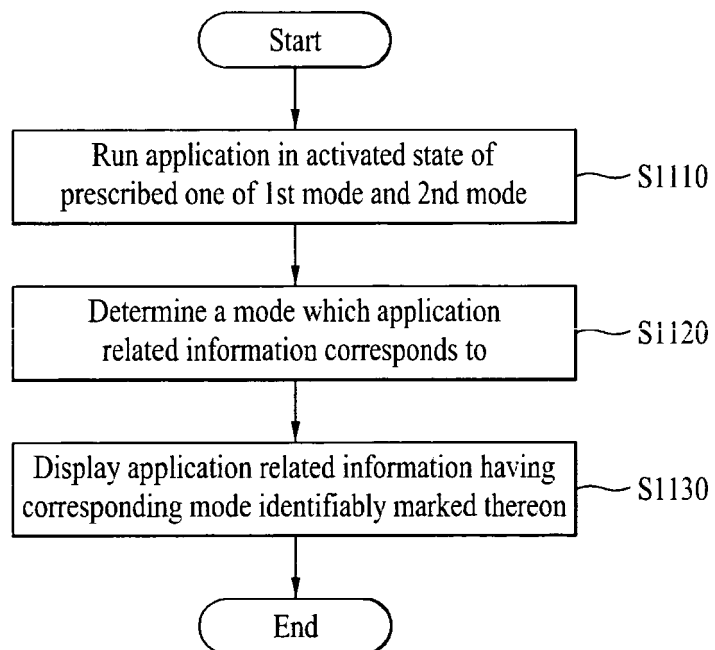 Start
Run application in activated state of
prescribed one of 1st mode and 2nd mode
S1110
Determine a mode which application
related information corresponds to
S1120
Display application related information having
corresponding mode identifiably marked thereon
S1130
End